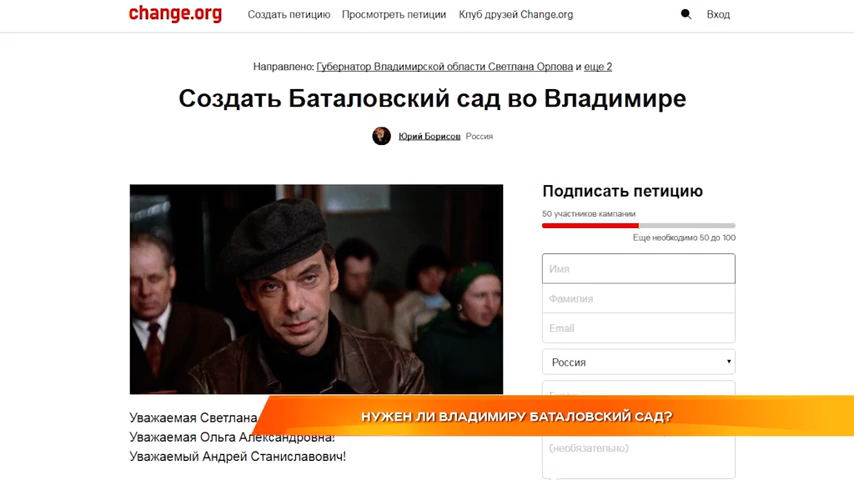 change.org
Создать петицию Просмотреть петиции Клуб друзей Change.org
Вход
Направлено: Губернатор Владимирской области Светлана Орлова и еще 2
Создать Баталовский сад во Владимире
Юрий Борисов Россия
Подписать петицию
50 участников кампании
Еще необходимо 50 до 100
Имя
Фамилия
Email
Россия
НУЖЕН ЛИ ВЛАДИМИРУ БАТАЛОВСКИЙ САД?
Уважаемая Светлана
Уважаемая Ольга Александровна!
Уважаемый Андрей Станиславович!
(необязательно)